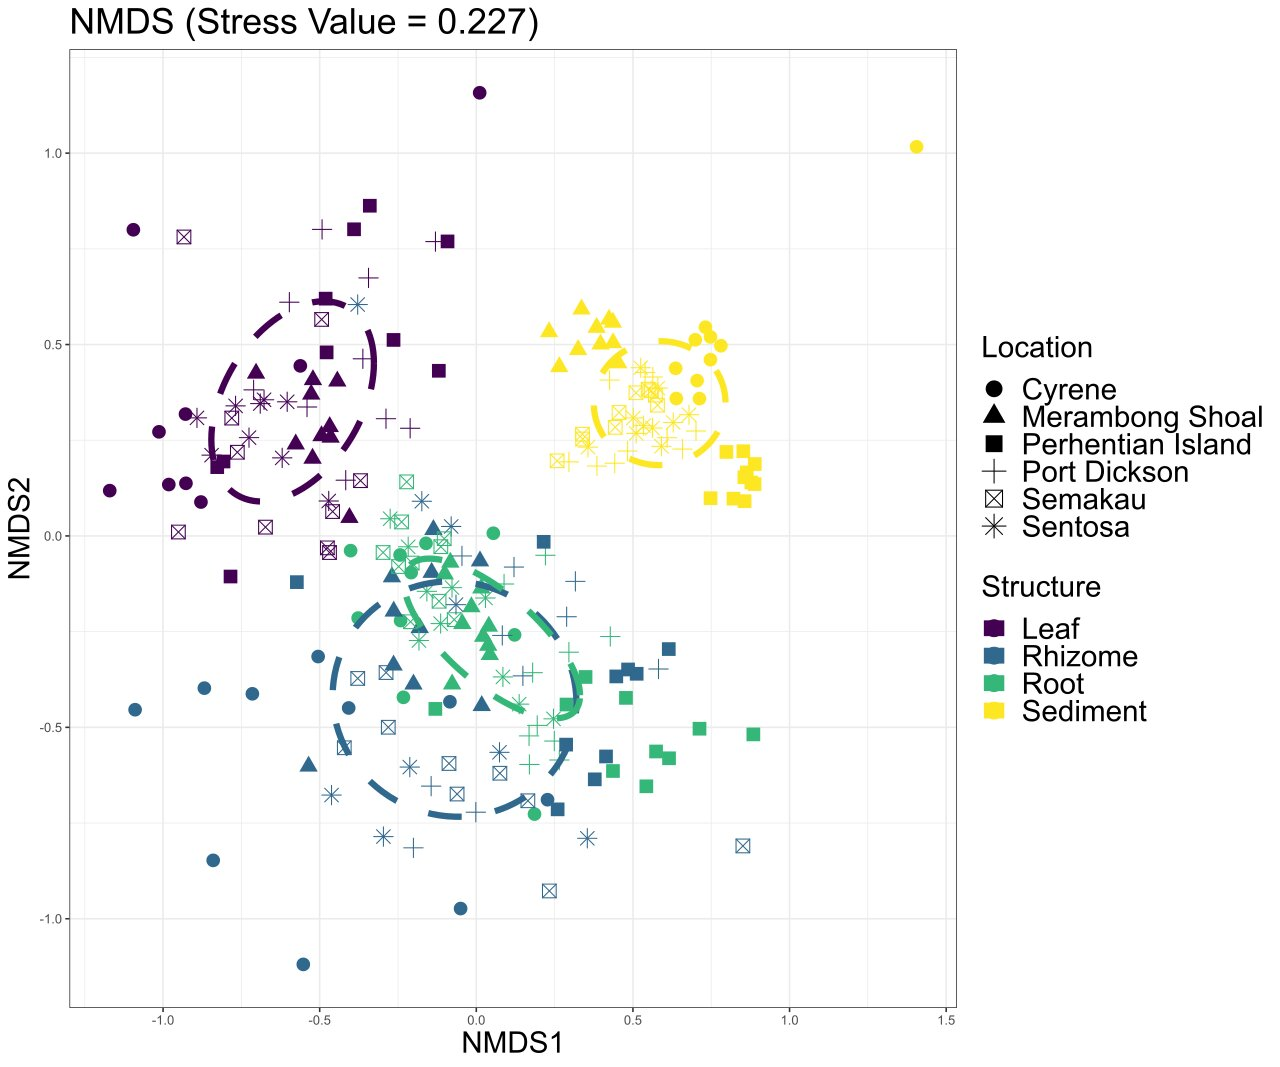 NMDS (Stress Value = 0.227)
NMDS2
1.0
0.5
0.0
-0.5
-1.0
-1.0
-0.5
0.0
0.5
1.0
1.5
NMDS1
Location
Cyrene
Merambong Shoal
Perhentian Island
Port Dickson
Semakau
Sentosa
Structure
Leaf
Rhizome
Root
Sediment